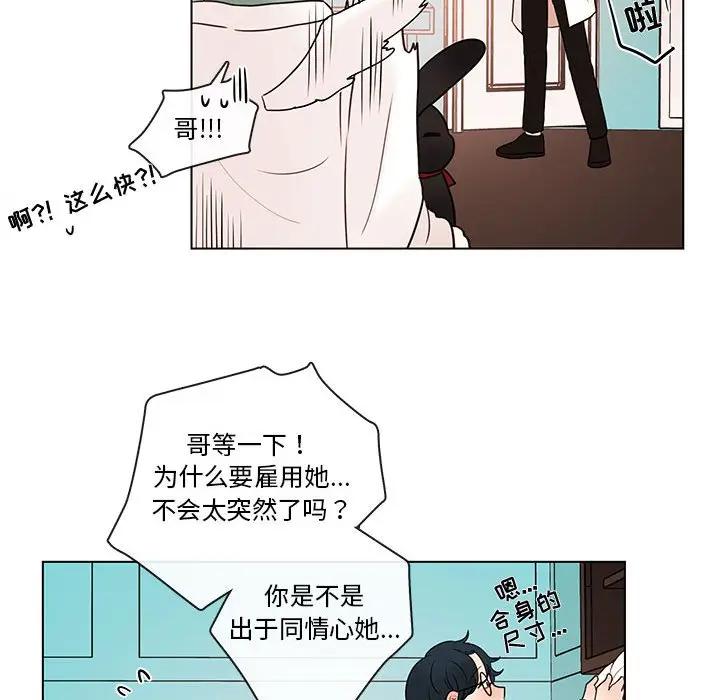 啦
哥!!!
啊?! 这么快?!
哥等一下！
为什么要雇用她...
不会太突然了吗？
你是不是
出于同情心她...
嗯...
合身的
尺寸...